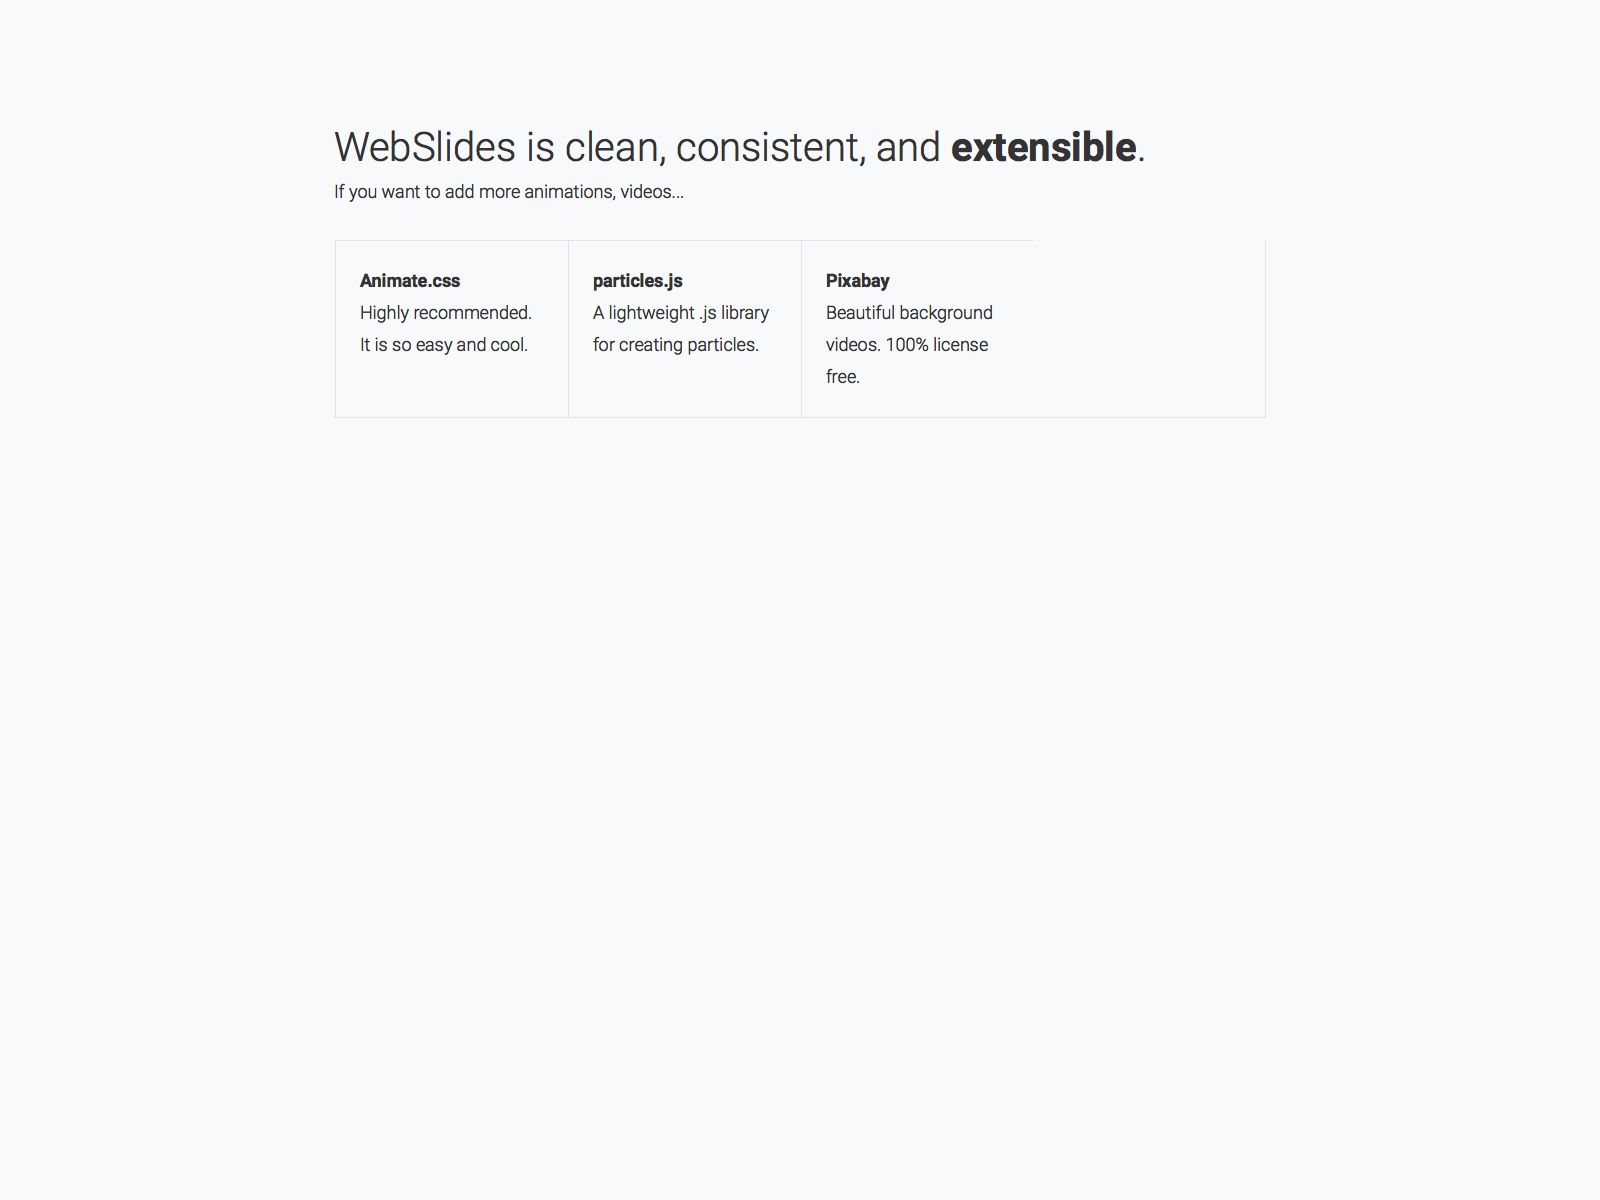 WebSlides is clean, consistent, and extensible.
If you want to add more animations, videos...
Animate.css
Highly recommended.
It is so easy and cool.
particles.js
A lightweight .js library
for creating particles.
Pixabay
Beautiful background
videos. 100% license
free.